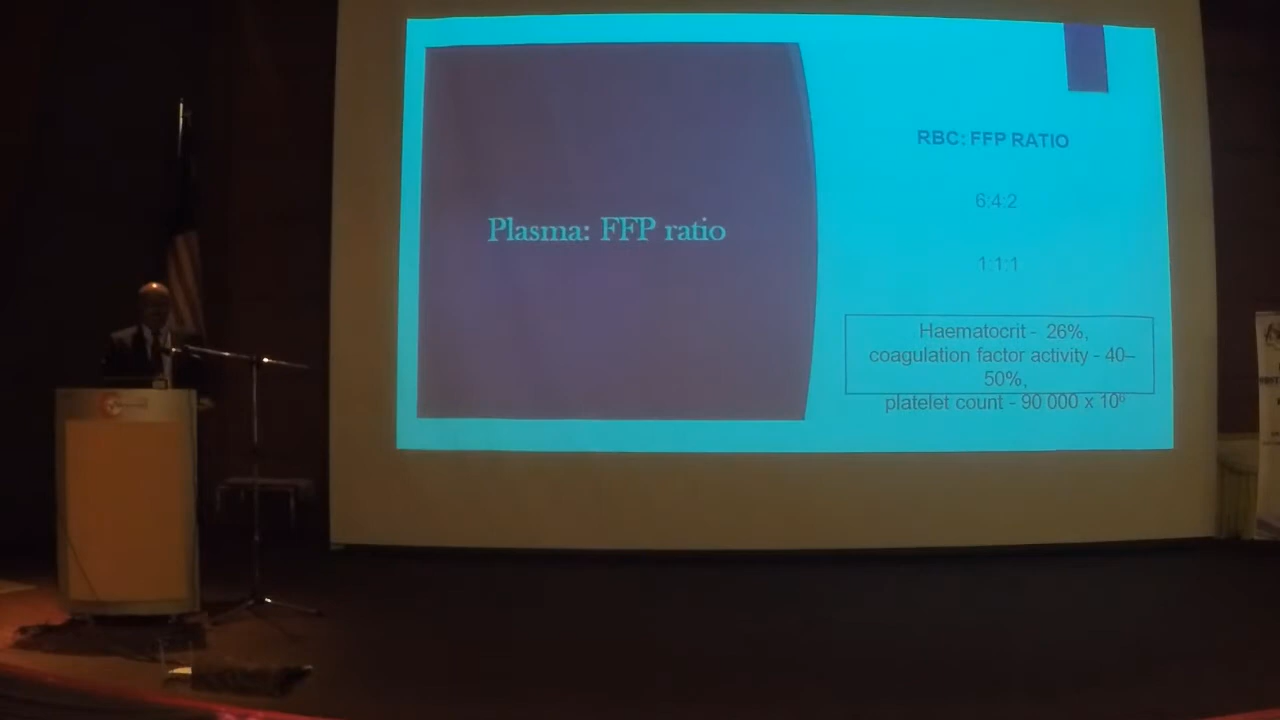 Plasma: FFP ratio
RBC: FFP RATIO
6:4:2
1:1:1
Haematocrit - 26%,
coagulation factor activity - 40–
50%,
platelet count - 90 000 x 10⁶